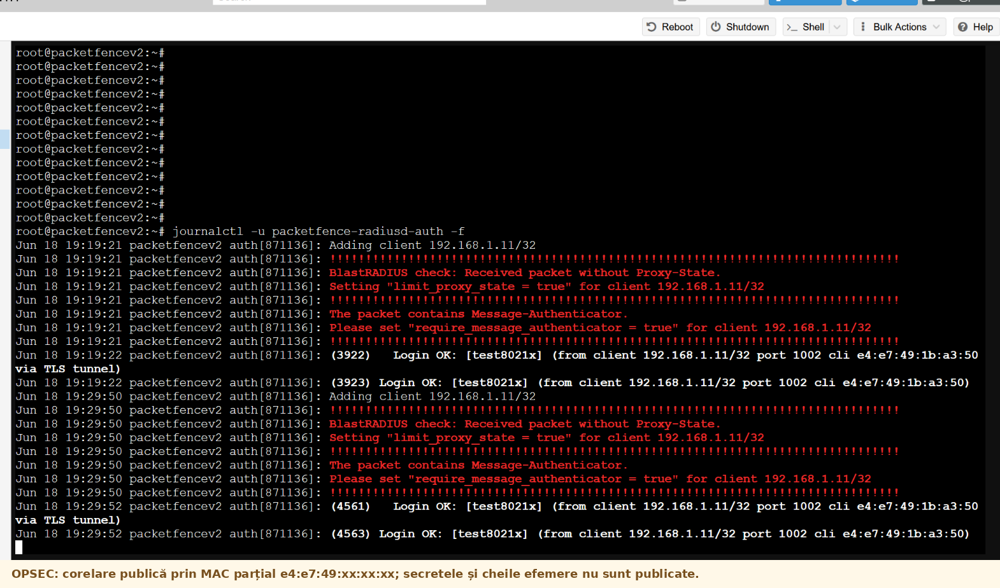 Reboot Shutdown >_ Shell Bulk Actions Help
root@packetfencev2:~#
root@packetfencev2:~#
root@packetfencev2:~#
root@packetfencev2:~#
root@packetfencev2:~#
root@packetfencev2:~#
root@packetfencev2:~#
root@packetfencev2:~#
root@packetfencev2:~#
root@packetfencev2:~#
root@packetfencev2:~#
root@packetfencev2:~#
root@packetfencev2:~#
root@packetfencev2:~# journalctl -u packetfence-radiusd-auth -f
Jun 18 19:19:21 packetfencev2 auth[871136]: Adding client 192.168.1.11/32
Jun 18 19:19:21 packetfencev2 auth[871136]: !!!!!!!!!!!!!!!!!!!!!!!!!!!!!!!!!!!!!!!!!!!!!!!!!!!!!!!!!!!!!!!!!!!!!!!!!!!!!!!!
Jun 18 19:19:21 packetfencev2 auth[871136]: BlastRADIUS check: Received packet without Proxy-State.
Jun 18 19:19:21 packetfencev2 auth[871136]: Setting "limit_proxy_state = true" for client 192.168.1.11/32
Jun 18 19:19:21 packetfencev2 auth[871136]: !!!!!!!!!!!!!!!!!!!!!!!!!!!!!!!!!!!!!!!!!!!!!!!!!!!!!!!!!!!!!!!!!!!!!!!!!!!!!!!!
Jun 18 19:19:21 packetfencev2 auth[871136]: The packet contains Message-Authenticator.
Jun 18 19:19:21 packetfencev2 auth[871136]: Please set "require_message_authenticator = true" for client 192.168.1.11/32
Jun 18 19:19:21 packetfencev2 auth[871136]: !!!!!!!!!!!!!!!!!!!!!!!!!!!!!!!!!!!!!!!!!!!!!!!!!!!!!!!!!!!!!!!!!!!!!!!!!!!!!!!!
Jun 18 19:19:22 packetfencev2 auth[871136]: (3922)   Login OK: [test8021x] (from client 192.168.1.11/32 port 1002 cli e4:e7:49:1b:a3:50
via TLS tunnel)
Jun 18 19:19:22 packetfencev2 auth[871136]: (3923) Login OK: [test8021x] (from client 192.168.1.11/32 port 1002 cli e4:e7:49:1b:a3:50)
Jun 18 19:29:50 packetfencev2 auth[871136]: Adding client 192.168.1.11/32
Jun 18 19:29:50 packetfencev2 auth[871136]: !!!!!!!!!!!!!!!!!!!!!!!!!!!!!!!!!!!!!!!!!!!!!!!!!!!!!!!!!!!!!!!!!!!!!!!!!!!!!!!!
Jun 18 19:29:50 packetfencev2 auth[871136]: BlastRADIUS check: Received packet without Proxy-State.
Jun 18 19:29:50 packetfencev2 auth[871136]: Setting "limit_proxy_state = true" for client 192.168.1.11/32
Jun 18 19:29:50 packetfencev2 auth[871136]: !!!!!!!!!!!!!!!!!!!!!!!!!!!!!!!!!!!!!!!!!!!!!!!!!!!!!!!!!!!!!!!!!!!!!!!!!!!!!!!!
Jun 18 19:29:50 packetfencev2 auth[871136]: The packet contains Message-Authenticator.
Jun 18 19:29:50 packetfencev2 auth[871136]: Please set "require_message_authenticator = true" for client 192.168.1.11/32
Jun 18 19:29:50 packetfencev2 auth[871136]: !!!!!!!!!!!!!!!!!!!!!!!!!!!!!!!!!!!!!!!!!!!!!!!!!!!!!!!!!!!!!!!!!!!!!!!!!!!!!!!!
Jun 18 19:29:52 packetfencev2 auth[871136]: (4561)   Login OK: [test8021x] (from client 192.168.1.11/32 port 1002 cli e4:e7:49:1b:a3:50
via TLS tunnel)
Jun 18 19:29:52 packetfencev2 auth[871136]: (4563) Login OK: [test8021x] (from client 192.168.1.11/32 port 1002 cli e4:e7:49:1b:a3:50)
OPSEC: corelare publică prin MAC parțial e4:e7:49:xx:xx:xx; secretele și cheile efemere nu sunt publicate.